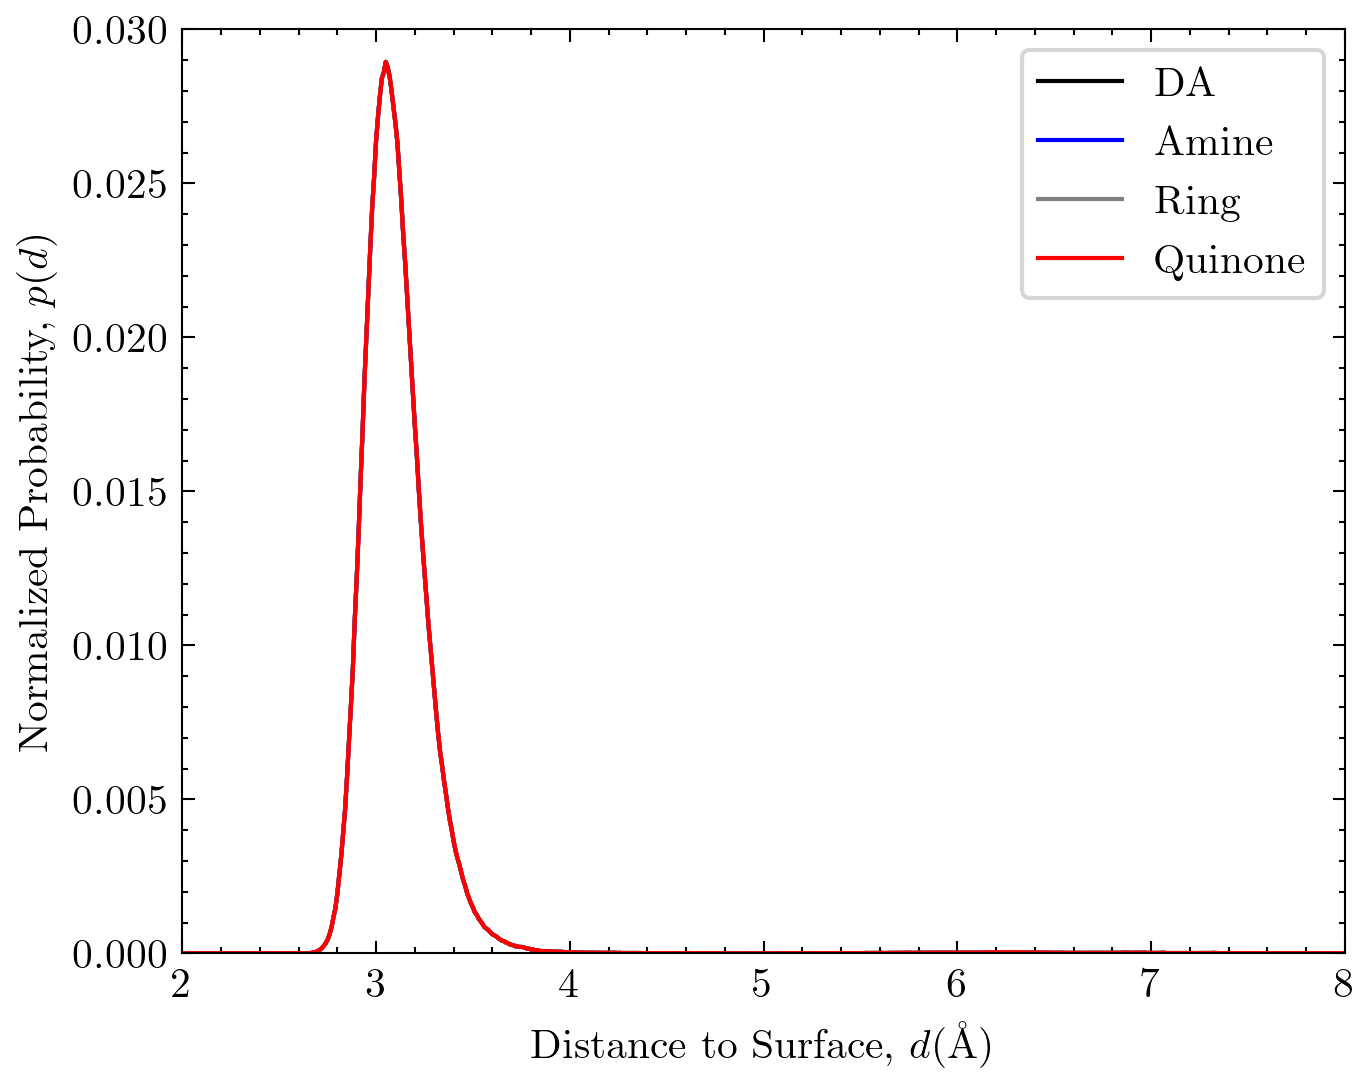 0.030
0.025
0.020
0.015
0.010
0.005
0.000
Normalized Probability, p(d)
DA
Amine
Ring
Quinone
2 3 4 5 6 7 8
Distance to Surface, d(Å)